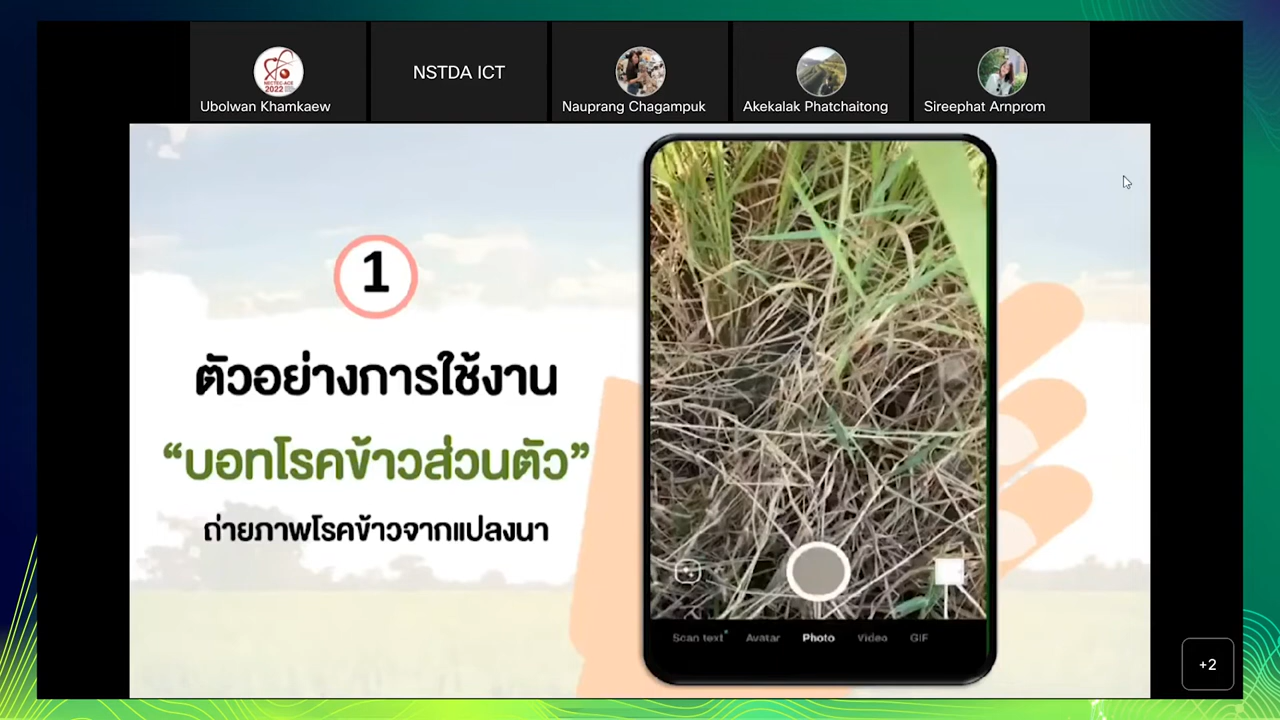 NECTEC-ACE
2022
Ubolwan Khamkaew
NSTDA ICT
Nauprang Chagampuk
Akekalak Phatchaitong
Sireephat Arnprom
1
ตัวอย่างการใช้งาน
“บอทโรคข้าวส่วนตัว”
ถ่ายภาพโรคข้าวจากแปลงนา
Scan text Avatar Photo Video GIF
+2